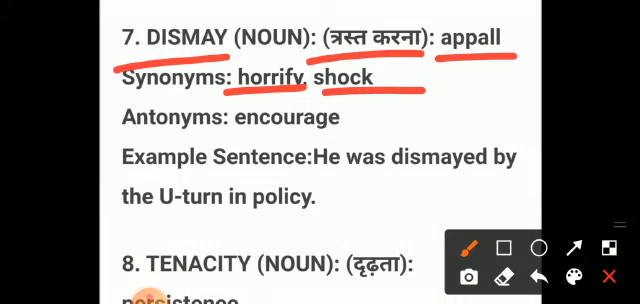 7. DISMAY (NOUN): (त्रस्त करना): appall
Synonyms: horrify, shock
Antonyms: encourage
Example Sentence:He was dismayed by
the U-turn in policy.
8. TENACITY (NOUN): (दृढ़ता):
persistence